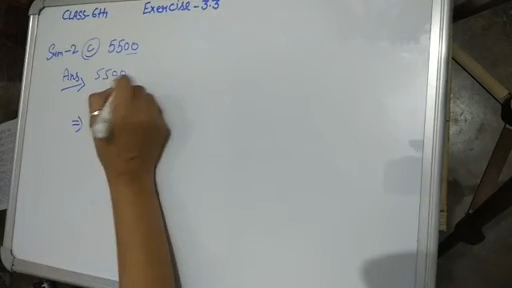 CLASS-6th Exercise-3.3
Sum-2 (c) 5500
Ans 5500
⇒